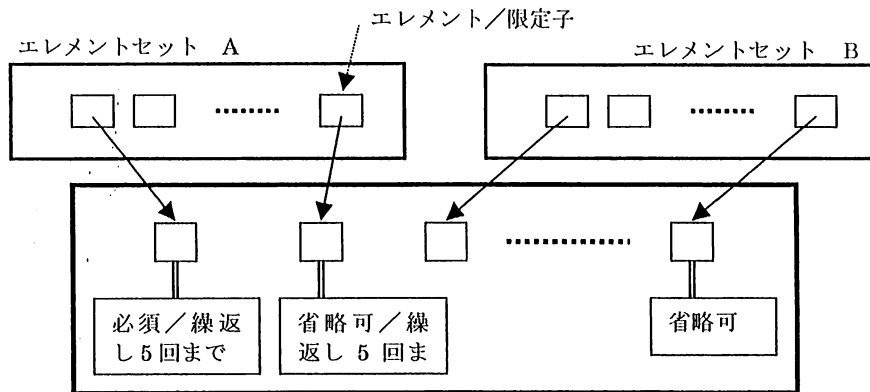 エレメント／限定子
エレメントセット A
エレメントセット B
必須／繰返
し5回まで
省略可／繰
返し 5 回ま
省略可